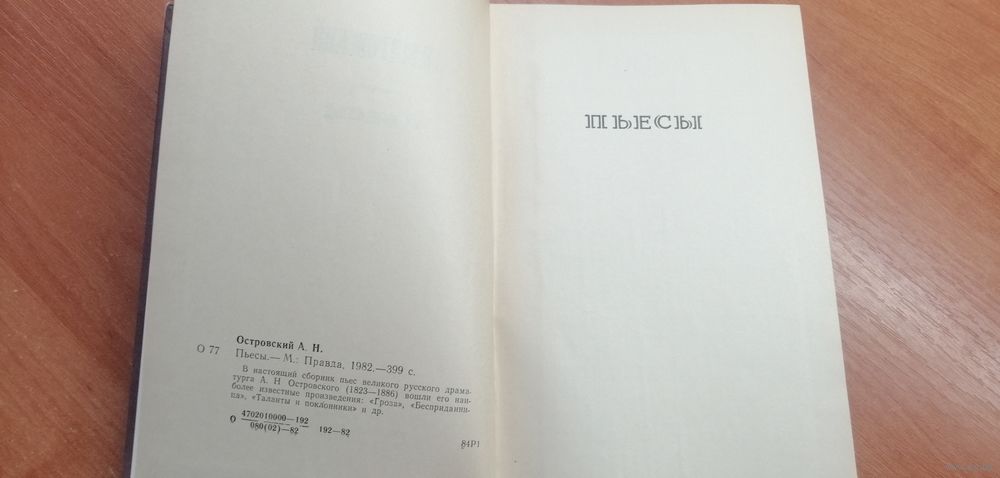 Островский А. Н.
О 77
Пьесы.— М.: Правда, 1982.—399 с.
В настоящий сборник пьес великого русского драма-
турга А. Н Островского (1823—1886) вошли его наи-
более известные произведения: «Гроза», «Бесприданни-
ца», «Таланты и поклонники» и др.
О 4702010000—192
080(02)—82
192—82
84Р1
ПЬЕСЫ